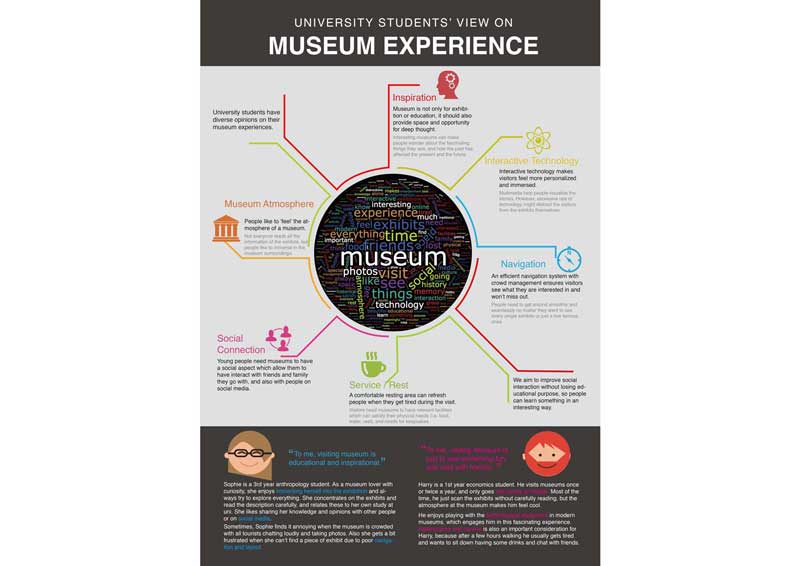 UNIVERSITY STUDENTS' VIEW ON
MUSEUM EXPERIENCE
University students have
diverse opinions on their
museum experiences.
Inspiration
Museum is not only for exhibi-
tion or education, it should also
provide space and opportunity
for deep thought.
Interesting museums can make
people wonder about the fascinating
things they see, and how the past has
affected the present and the future.
Interactive Technology
Interactive technology makes
visitors feel more personalized
and immersed.
Multimedia help people visualize the
stories. However, excessive use of
technology might distract the visitors
from the exhibits themselves.
Museum Atmosphere
People like to 'feel' the at-
mosphere of a museum.
Not everyone reads all the
information of the exhibits, but
people like to immerse in the
museum surroundings.
interactive
interesting
online
experience
much
feel exhibits
need
everything
time
important
food
friends
lost
museum
photos
visit
social
like
see
going
history
atmosphere
things
memory
interaction
technology
educational
learn
something
Navigation
An efficient navigation system with
crowd management ensures visitors
see what they are interested in and
won't miss out.
People need to get around smoothly and
seamlessly no matter they want to see
every single exhibits or just a few famous
ones.
Social
Connection
Young people need museums to have
a social aspect which allow them to
have interact with friends and family
they go with, and also with people on
social media.
Service / Rest
A comfortable resting area can refresh
people when they get tired during the visit.
Visitors need museums to have relevant facilities
which can satisfy their physical needs (i.e. food,
water, wall, and needs for
We aim to improve social
interaction without losing ed-
ucational purpose, so people
can learn something in an
interesting way.
"To me, visiting museum is
educational and inspirational."
Sophie is a 3rd year anthropology student. As a museum lover with
curiosity, she enjoys immersing herself into the exhibition and al-
ways try to explore everything. She concentrates on the exhibits and
read the description carefully, and relates these to her own study at
uni. She likes sharing her knowledge and opinions with other people
or on social media.
Sometimes, Sophie finds it annoying when the museum is crowded
with all tourists chatting loudly and taking photos. Also she gets a bit
frustrated when she can't find a piece of exhibit due to poor naviga-
tion and layout.
"To me, visiting museum is
just to see something fun
and rest with friends."
Harry is a 1st year economics student. He visits museums once
or twice a year, and only goes
Most of the
time, he just scan the exhibits without carefully reading, but the
atmosphere at the museum makes him feel cool.
He enjoys playing with the technological equipment in modern
museums, which engages him in this fascinating experience.
is also an important consideration for
Harry, because after a few hours walking he usually gets tired
and wants to sit down having some drinks and chat with friends.